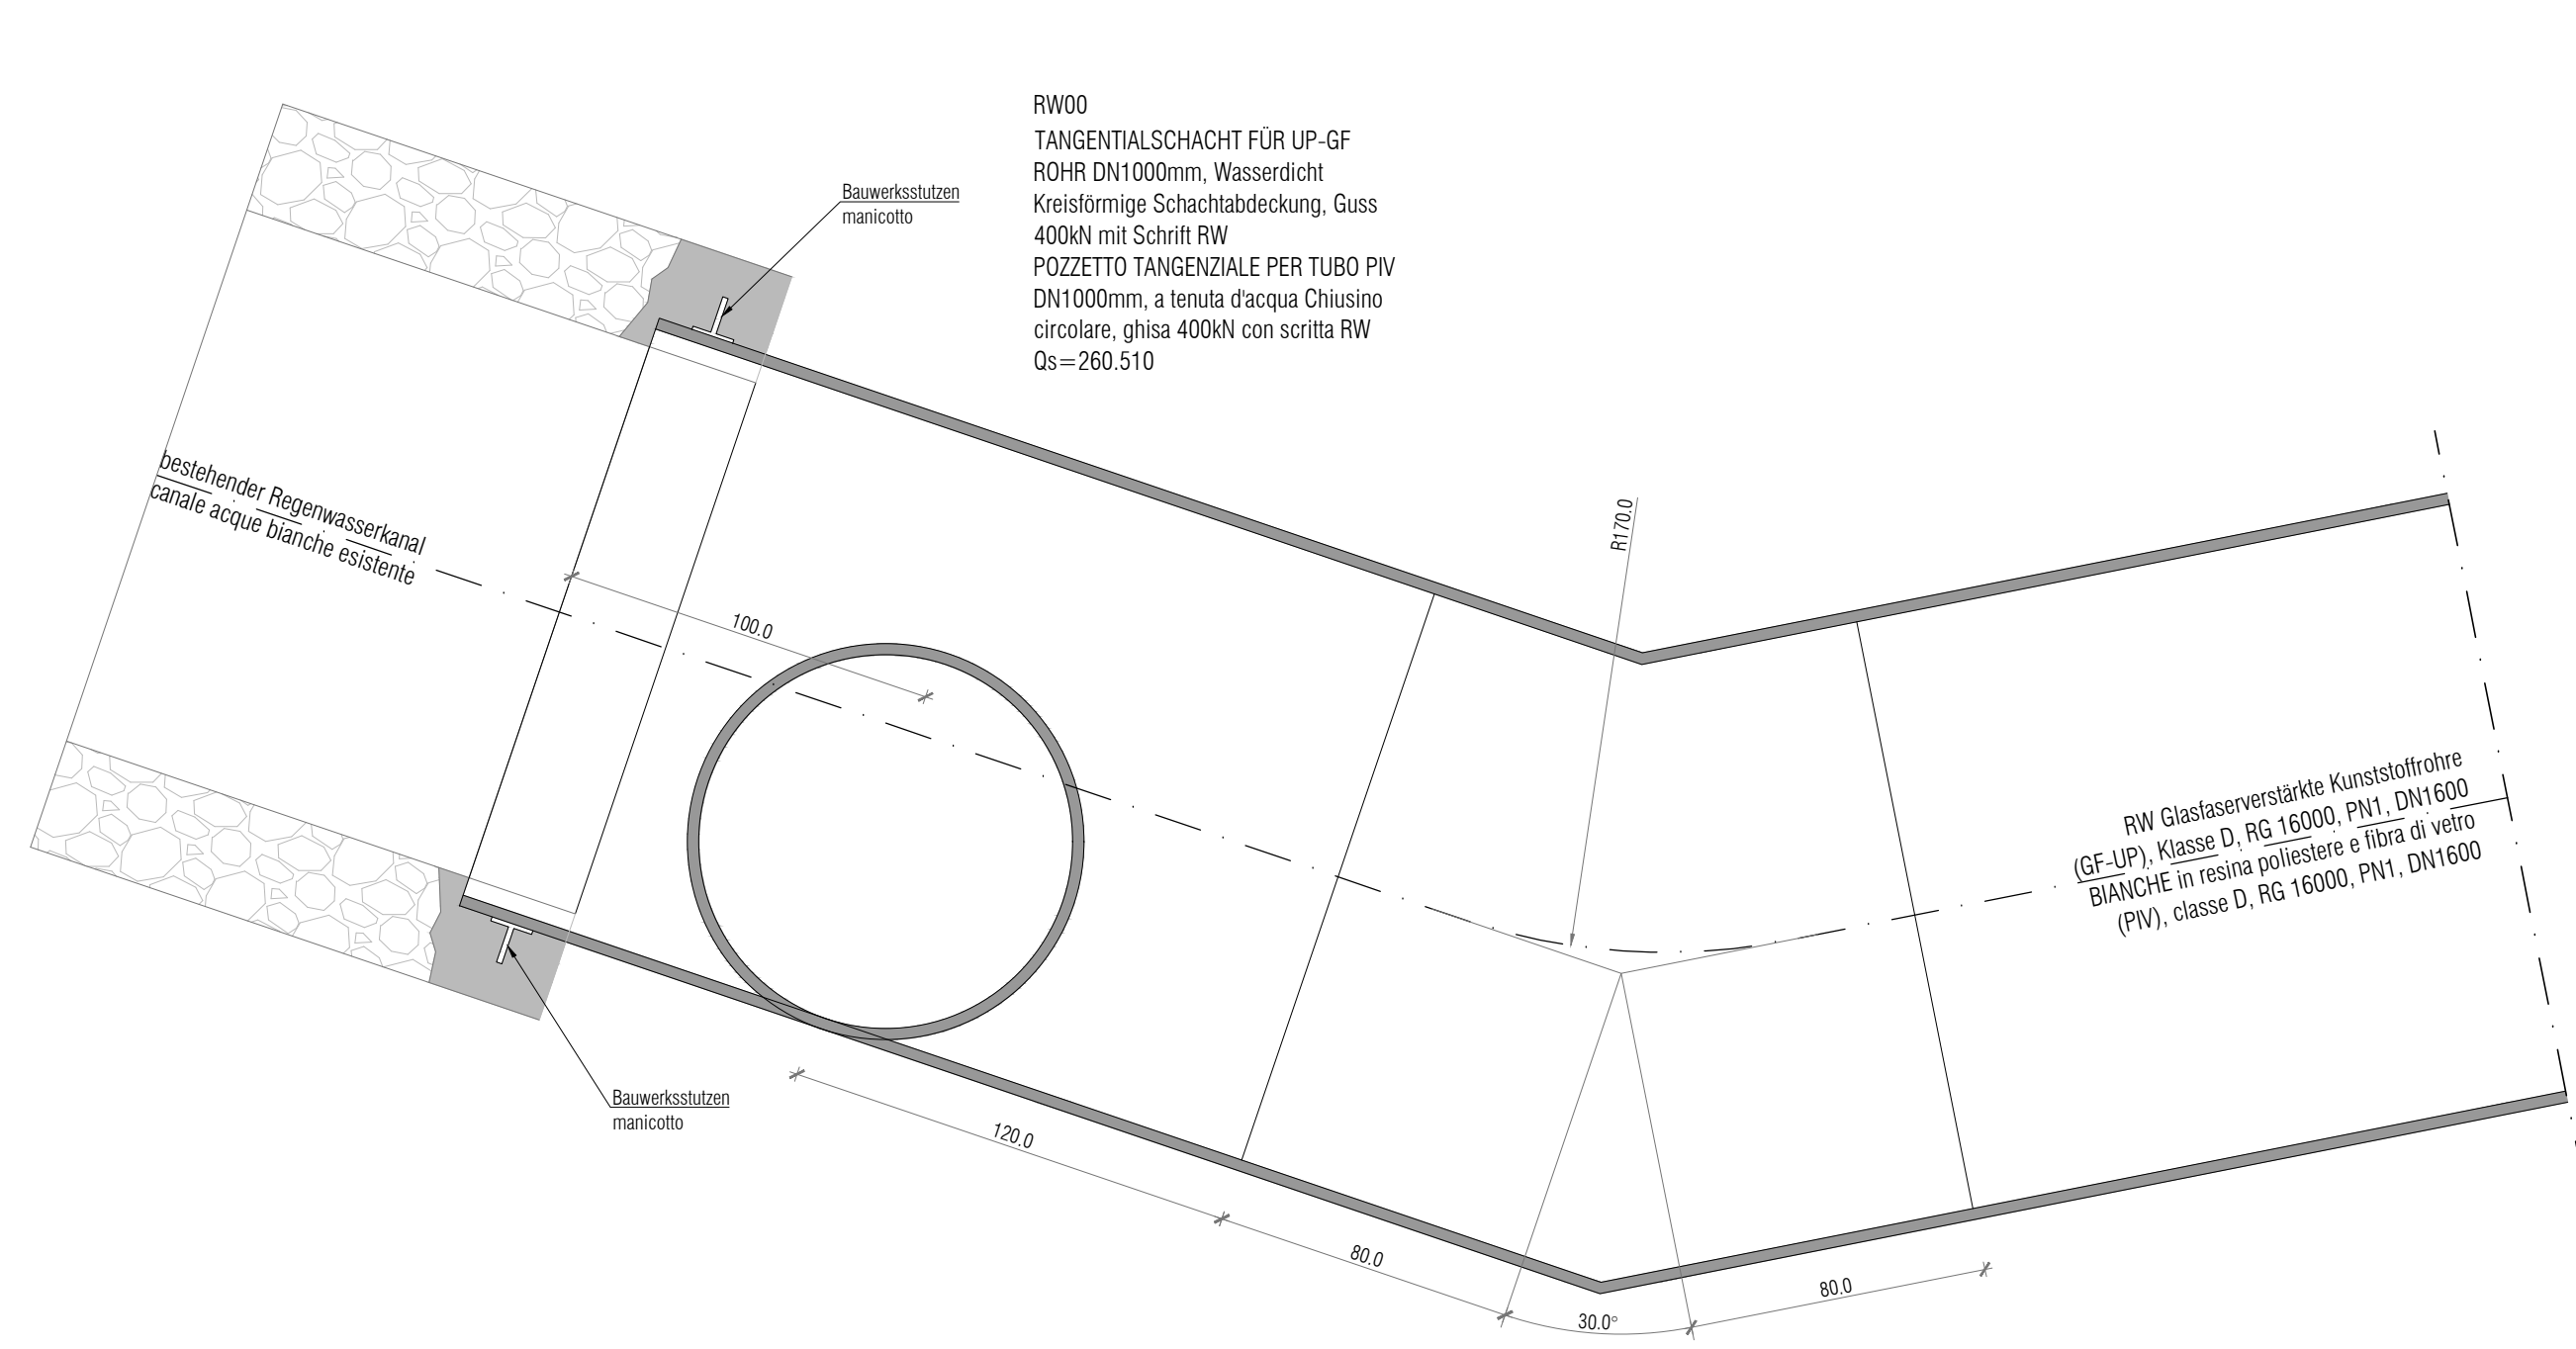 RW00
TANGENTIALSCHACHT FÜR UP-GF
ROHR DN1000mm, Wasserdicht
Kreisförmige Schachtabdeckung, Guss
400kN mit Schrift RW
POZZETTO TANGENZIALE PER TUBO PIV
DN1000mm, a tenuta d'acqua Chiusino
circolare, ghisa 400kN con scritta RW
Qs=260.510
Bauwerksstutzen
manicotto
bestehender Regenwasserkanal
canale acque bianche esistente
100.0
R170.0
RW Glasfaserverstärkte Kunststoffrohre
(GF-UP), Klasse D, RG 16000, PN1, DN1600
BIANCHE in resina poliestere e fibra di vetro
(PIV), classe D, RG 16000, PN1, DN1600
Bauwerksstutzen
manicotto
120.0
80.0
30.0°
80.0